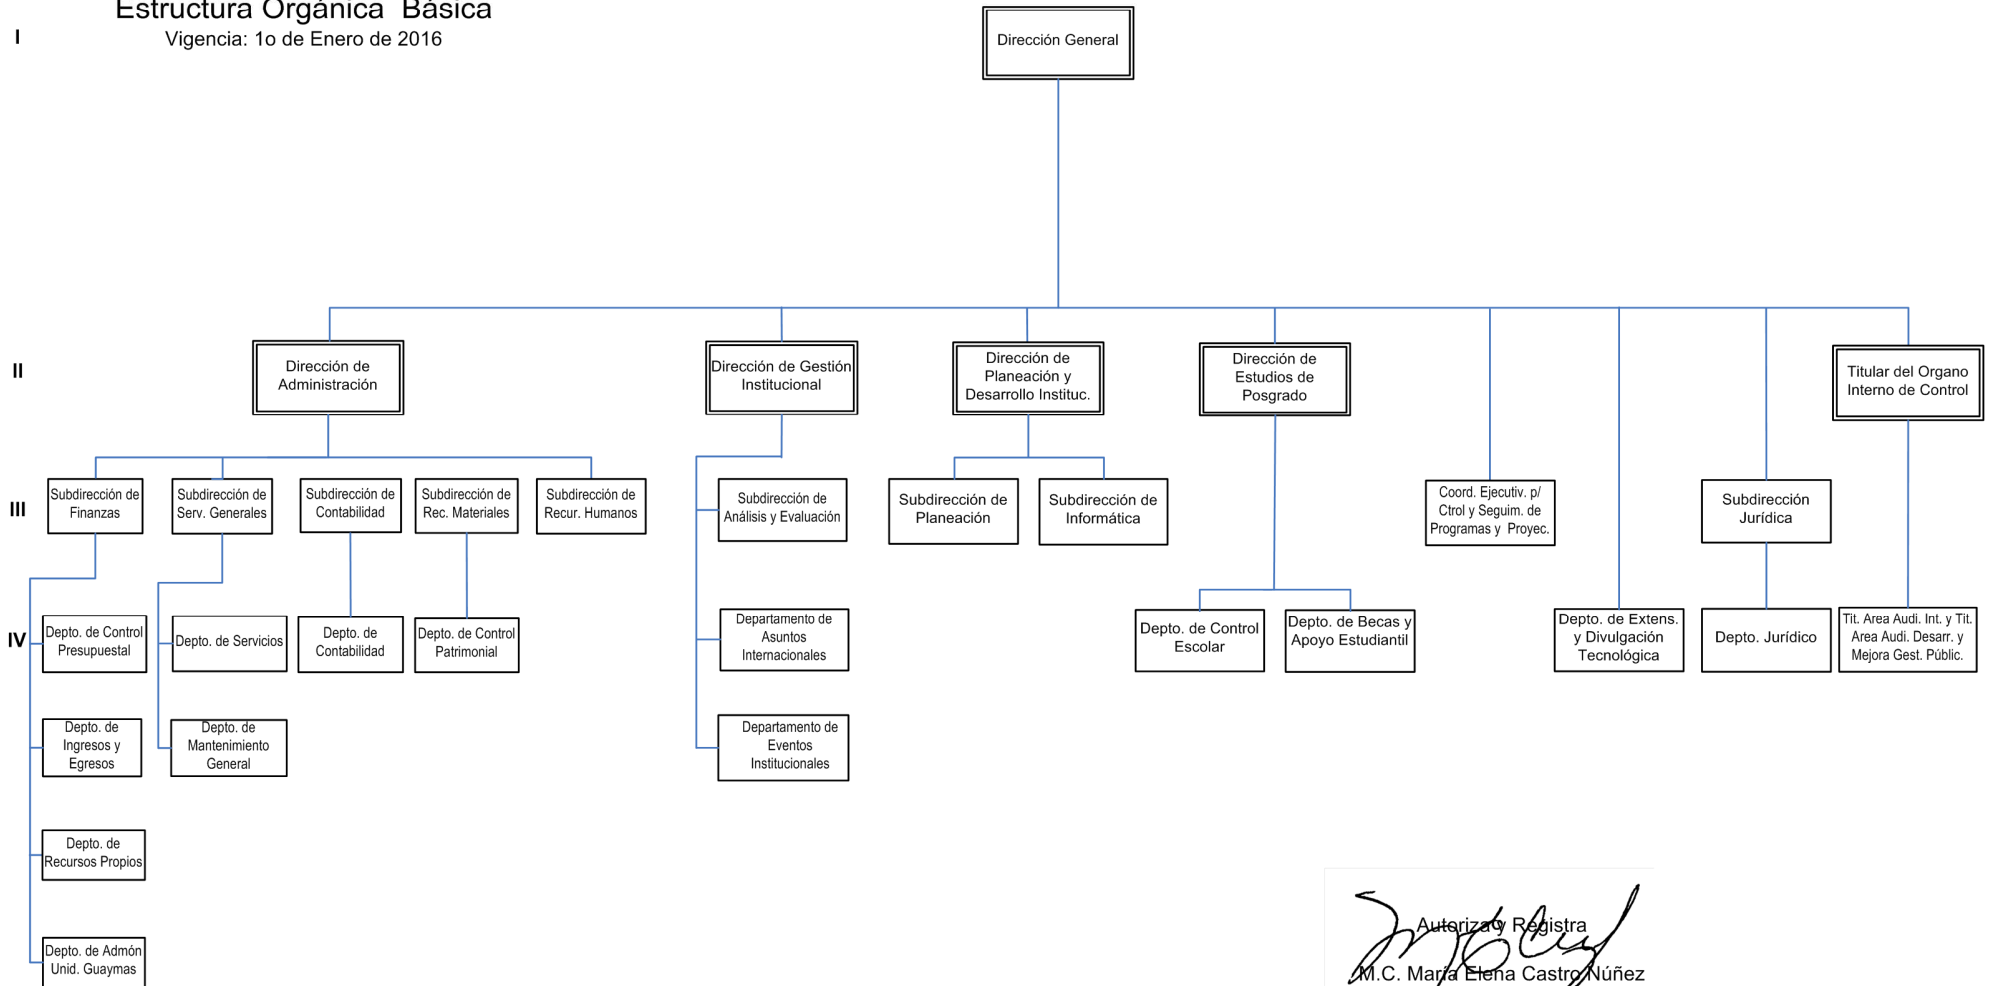 Estructura Orgánica Básica
Vigencia: 1o de Enero de 2016
I
Dirección General
II
Dirección de
Administración
Dirección de Gestión
Institucional
Dirección de
Planeación y
Desarrollo Instituc.
Dirección de
Estudios de
Posgrado
Titular del Organo
Interno de Control
III
Subdirección de
Finanzas
Subdirección de
Serv. Generales
Subdirección de
Contabilidad
Subdirección de
Rec. Materiales
Subdirección de
Recur. Humanos
Subdirección de
Análisis y Evaluación
Subdirección de
Planeación
Subdirección de
Informática
Coord. Ejecutiv. p/
Ctrol y Seguim. de
Programas y Proyec.
Subdirección
Jurídica
IV
Depto. de Control
Presupuestal
Depto. de Servicios
Depto. de
Contabilidad
Depto. de Control
Patrimonial
Departamento de
Asuntos
Internacionales
Depto. de Control
Escolar
Depto. de Becas y
Apoyo Estudiantil
Depto. de Extens.
y Divulgación
Tecnológica
Depto. Jurídico
Tit. Area Audi. Int. y Tit.
Area Audi. Desarr. y
Mejora Gest. Públic.
Depto. de
Ingresos y
Egresos
Depto. de
Mantenimiento
General
Departamento de
Eventos
Institucionales
Depto. de
Recursos Propios
Depto. de Admón
Unid. Guaymas
Autoriza y Registra
M.C. María Elena Castro Núñez